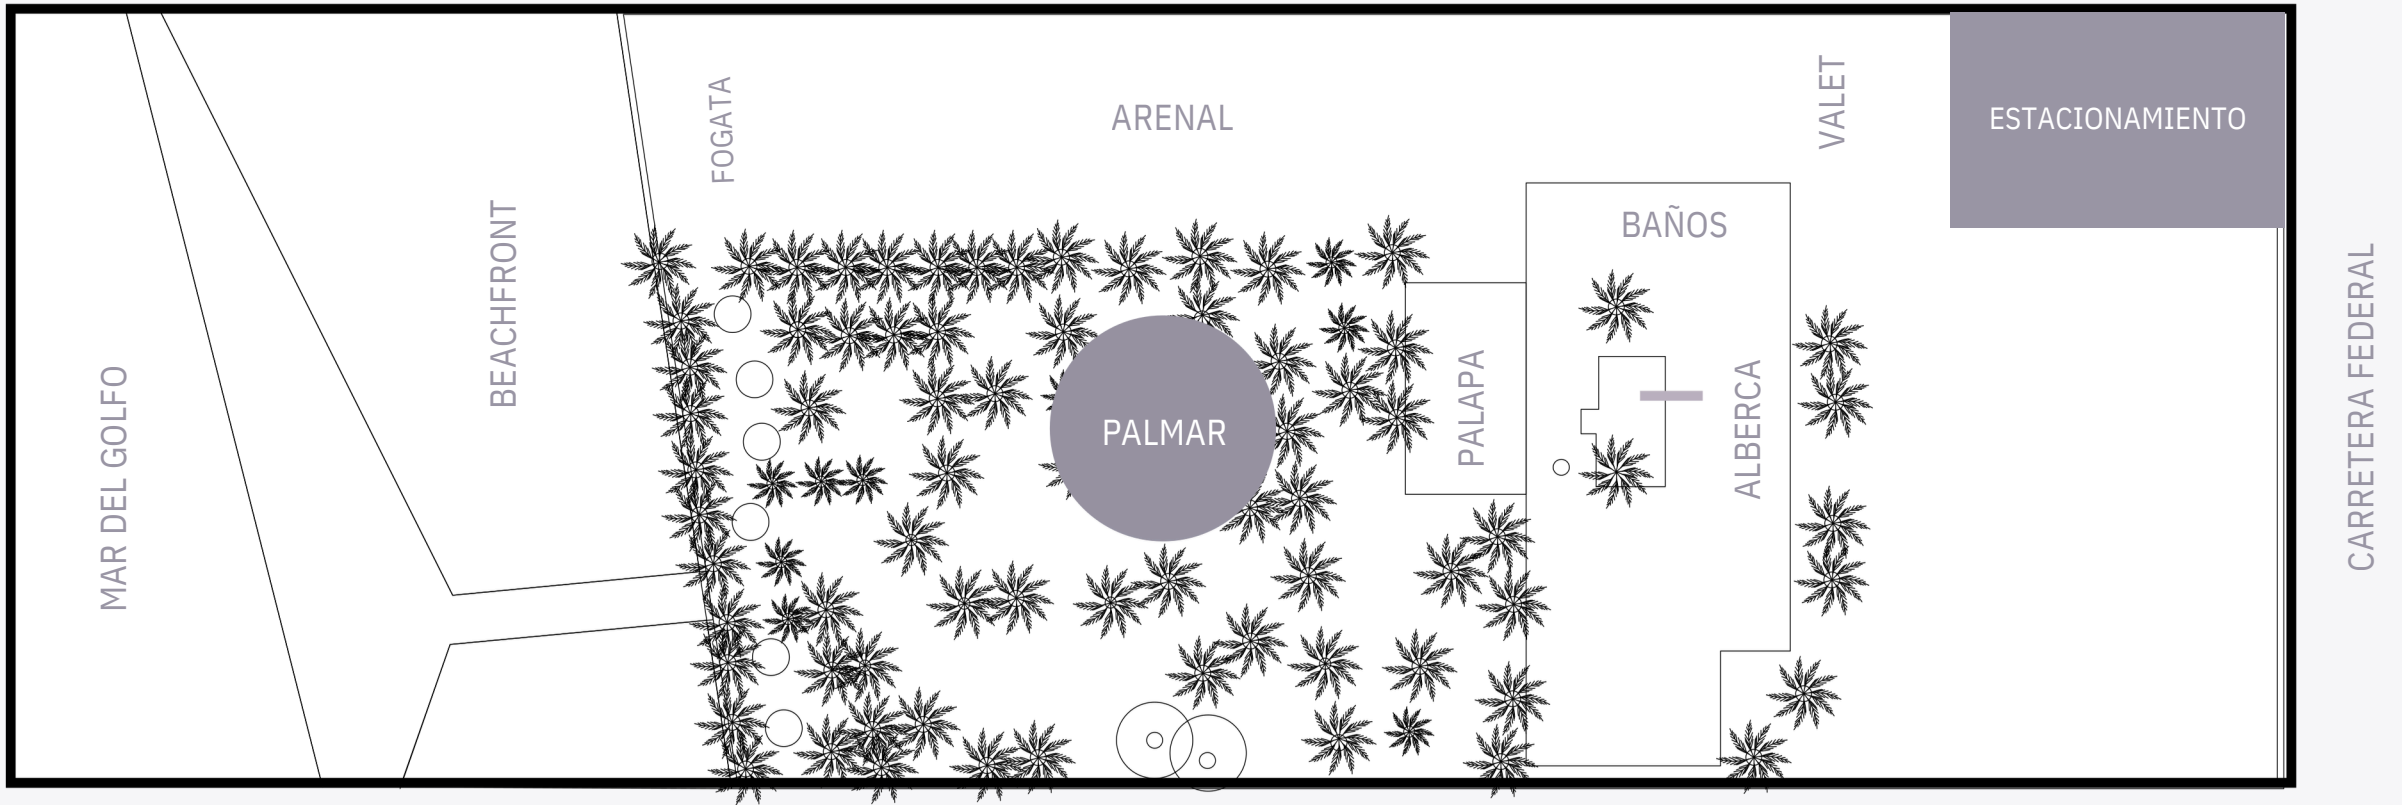 MAR DEL GOLFO
BEACHFRONT
FOGATA
ARENAL
PALMAR
PALAPA
BAÑOS
ALBERCA
VALET
ESTACIONAMIENTO
CARRETERA FEDERAL